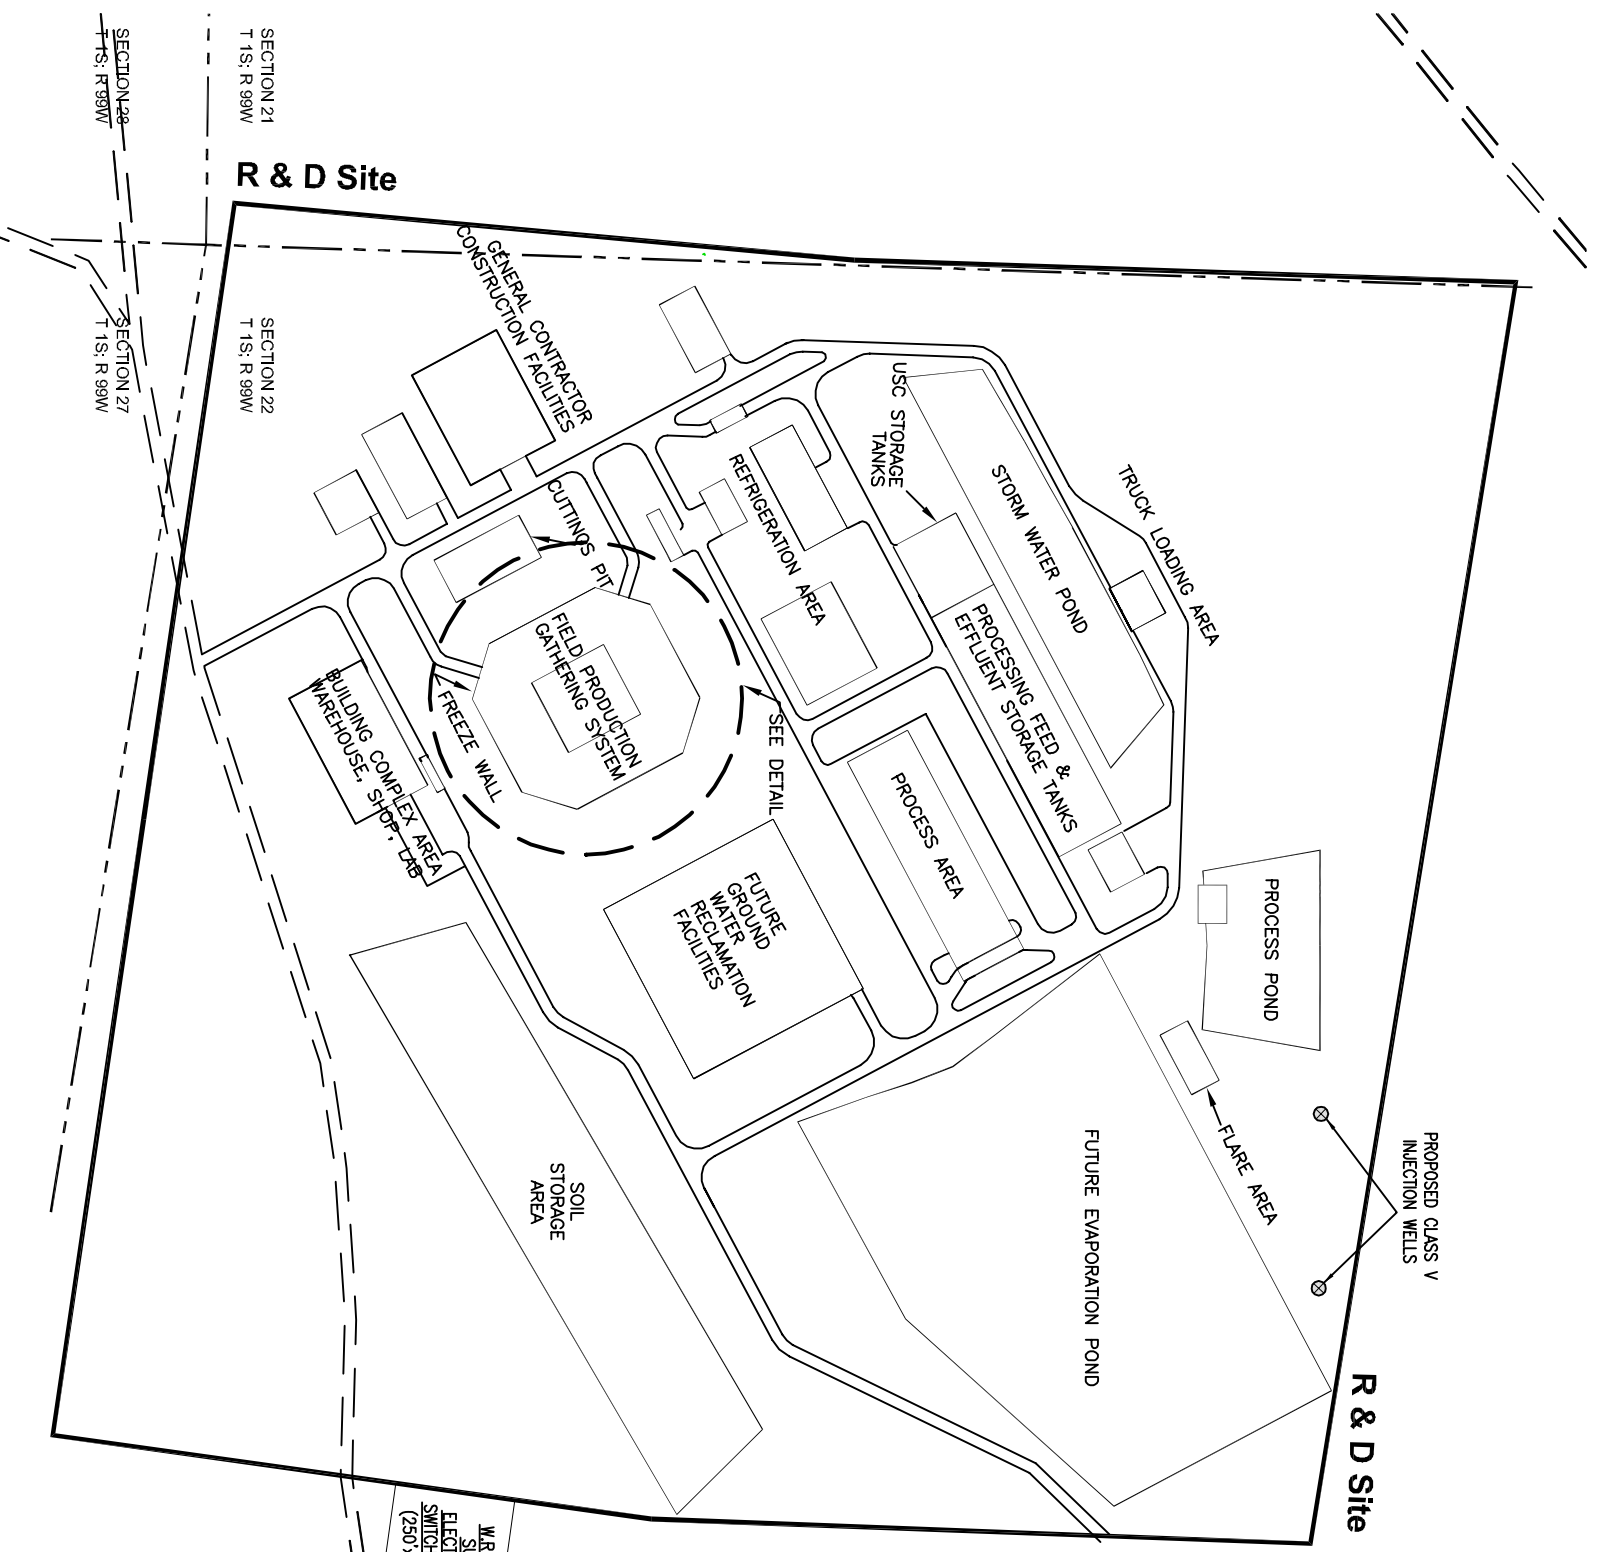 SECTION 21
T 1S; R 99W
SECTION 28
T 1S; R 99W
R & D Site
SECTION 22
T 1S; R 99W
SECTION 27
T 1S; R 99W
GENERAL CONTRACTOR
CONSTRUCTION FACILITIES
USC STORAGE
TANKS
STORM WATER POND
TRUCK LOADING AREA
REFRIGERATION AREA
CUTTINGS PIT
FIELD PRODUCTION
GATHERING SYSTEM
FREEZE WALL
SEE DETAIL
PROCESSING FEED &
EFFLUENT STORAGE TANKS
BUILDING COMPLEX AREA
WAREHOUSE, SHOP, LAB
PROCESS AREA
FUTURE
GROUND
WATER
RECLAMATION
FACILITIES
PROCESS POND
FLARE AREA
PROPOSED CLASS V
INJECTION WELLS
FUTURE EVAPORATION POND
SOIL
STORAGE
AREA
R & D Site